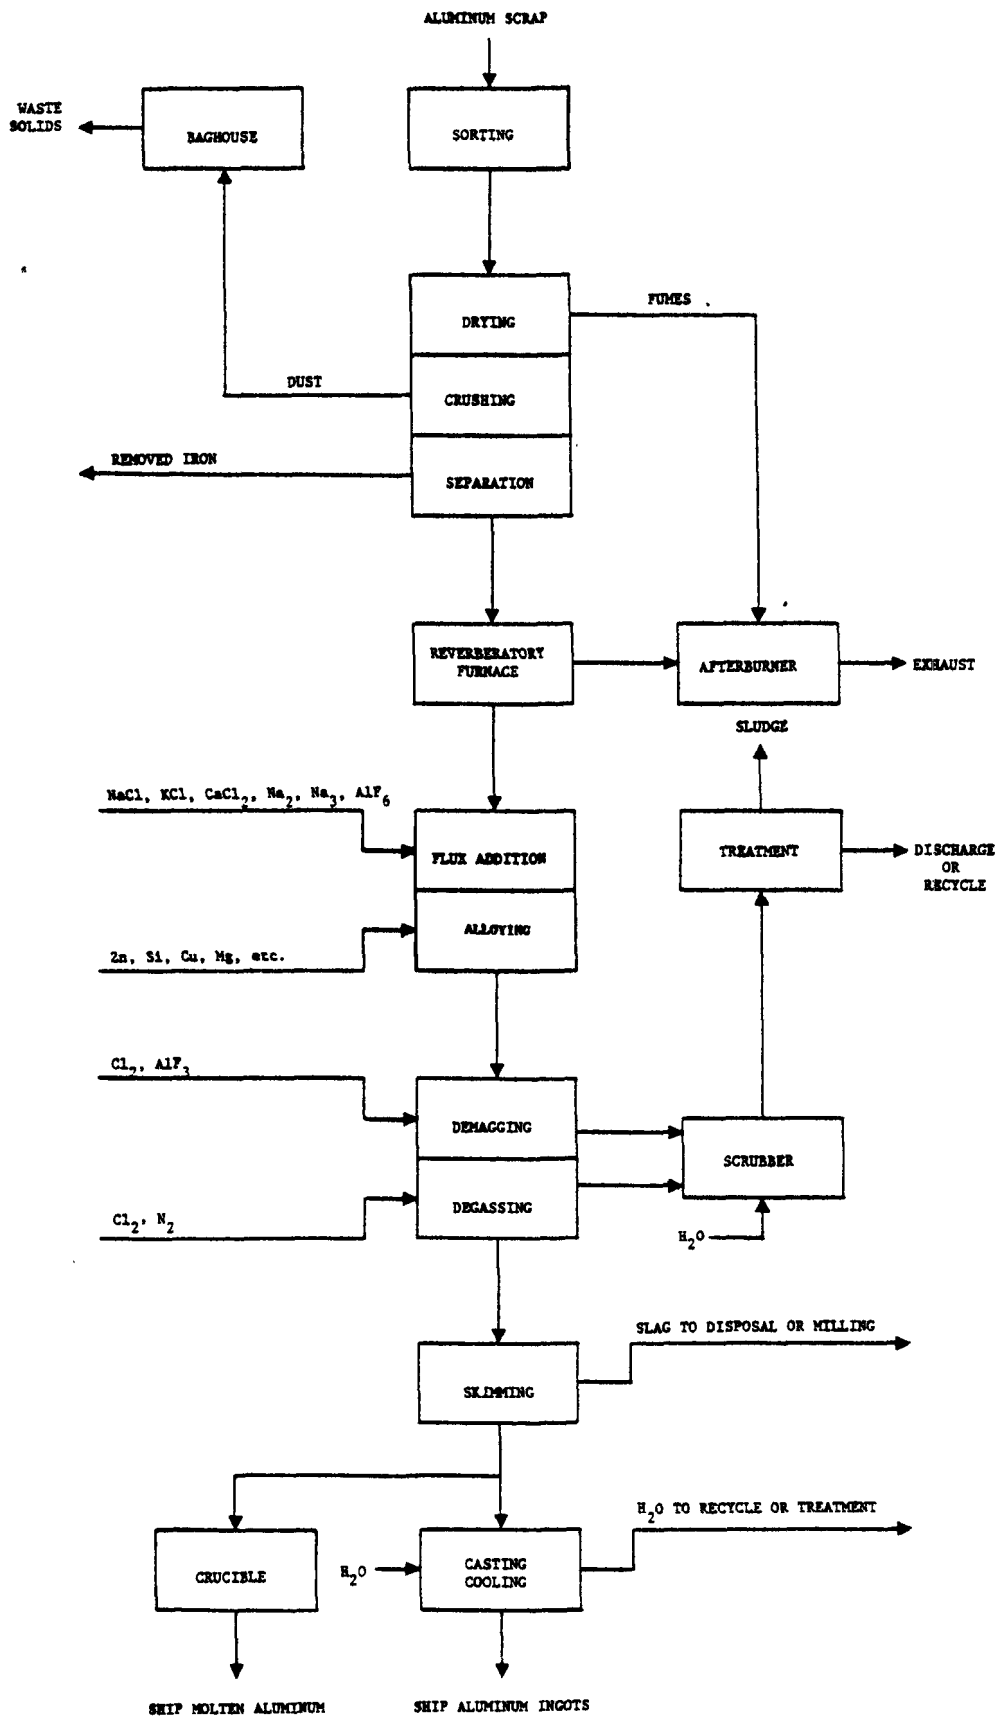 ALUMINUM SCRAP
WASTE
SOLIDS
BAGHOUSE
SORTING
DRYING
FUMES
DUST
CRUSHING
REMOVED IRON
SEPARATION
REVERBERATORY
FURNACE
AFTERBURNER
EXHAUST
SLUDGE
NaCl, KCl, CaCl2, Na2, Na3, AlF6
FLUX ADDITION
TREATMENT
DISCHARGE
OR
RECYCLE
ALLOYING
Zn, Si, Cu, Mg, etc.
Cl2, AlF3
DEMAGGING
SCRUBBER
DEGASSING
Cl2, N2
H2O
SLAG TO DISPOSAL OR MILLING
SKIMMING
H2O TO RECYCLE OR TREATMENT
CRUCIBLE
H2O
CASTING
COOLING
SHIP MOLTEN ALUMINUM
SHIP ALUMINUM INGOTS